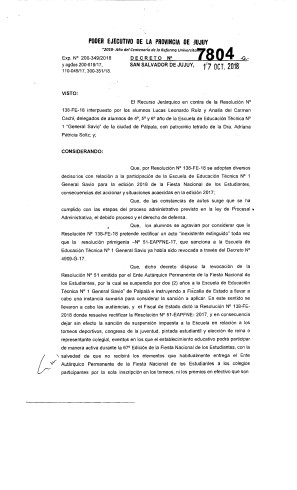 PODER EJECUTIVO DE LA PROVINCIA DE JUJUY
"2018- Año del Centenario de la Reforma Universitaria"
Exp. Nº 200-349/2018
DECRETO Nº 7804 -G-
y agdos 200-618/17,
SAN SALVADOR DE JUJUY, 17 OCT. 2018
116-049/17, 300-351/18.
VISTO:
El Recurso Jerárquico en contra de la Resolución Nº
138-FE-18 interpuesto por los alumnos Lucas Leonardo Ruiz y Analía del Carmen
Cachi, delegados de alumnos de 4º, 5º y 6º año de la Escuela de Educación Técnica Nº
1 "General Savio" de la ciudad de Palpalá, con patrocinio letrado de la Dra. Adriana
Patricia Soliz; y;
CONSIDERANDO:
Que, por Resolución Nº 138-FE-18 se adoptan diversas
decisiones con relación a la participación de la Escuela de Educación Técnica Nº 1
General Savio para la edición 2018 de la Fiesta Nacional de los Estudiantes,
consecuencias del accionar y situaciones acaecidas en la edición 2017;
Que, de las constancias de autos surge que se ha
cumplido con las etapas del proceso administrativo previsto en la ley de Procesal
Administrativa, el debido proceso y el derecho de defensa.
Que, los alumnos se agravian por considerar que la
Resolución Nº 138-FE-18 pretende rectificar un acto "inexistente extinguido" toda vez
que la resolución primigenia -Nº 51-EAPFNE-17, que sanciona a la Escuela de
Educación Técnica Nº 1 General Savio ya había sido revocada a través del Decreto Nº
4999-G-17.
Que, dicho decreto dispuso la revocación de la
Resolución Nº 51 emitida por el Ente Autárquico Permanente de la Fiesta Nacional de
los Estudiantes, por la cual se suspendía por dos (2) años a la Escuela de Educación
Técnica Nº 1 General Savio" de Palpalá e instruyendo a Fiscalía de Estado a llevar a
cabo una instancia sumario para considerar la sanción a aplicar. En este sentido se
llevaron a cabo las audiencias, y el Fiscal de Estado dictó la Resolución Nº 138-FE-
2018 donde resuelve rectificar la Resolución Nº 51-EAPFNE- 2017, y en consecuencia
dejar sin efecto la sanción de suspensión impuesta a la Escuela en relación a los
torneos deportivos, congreso de la juventud, pintada estudiantil y elección de reina o
representante colegial, eventos en los que el establecimiento educativo podrá participar
de manera activa durante la 67º Edición de la Fiesta Nacional de los Estudiantes, con la
salvedad de que no recibirá los elementos que habitualmente entrega el Ente
Autárquico Permanente de la Fiesta Nacional de los Estudiantes a los colegios
participantes por la sola inscripción en los torneos, ni los premios en efectivo que son